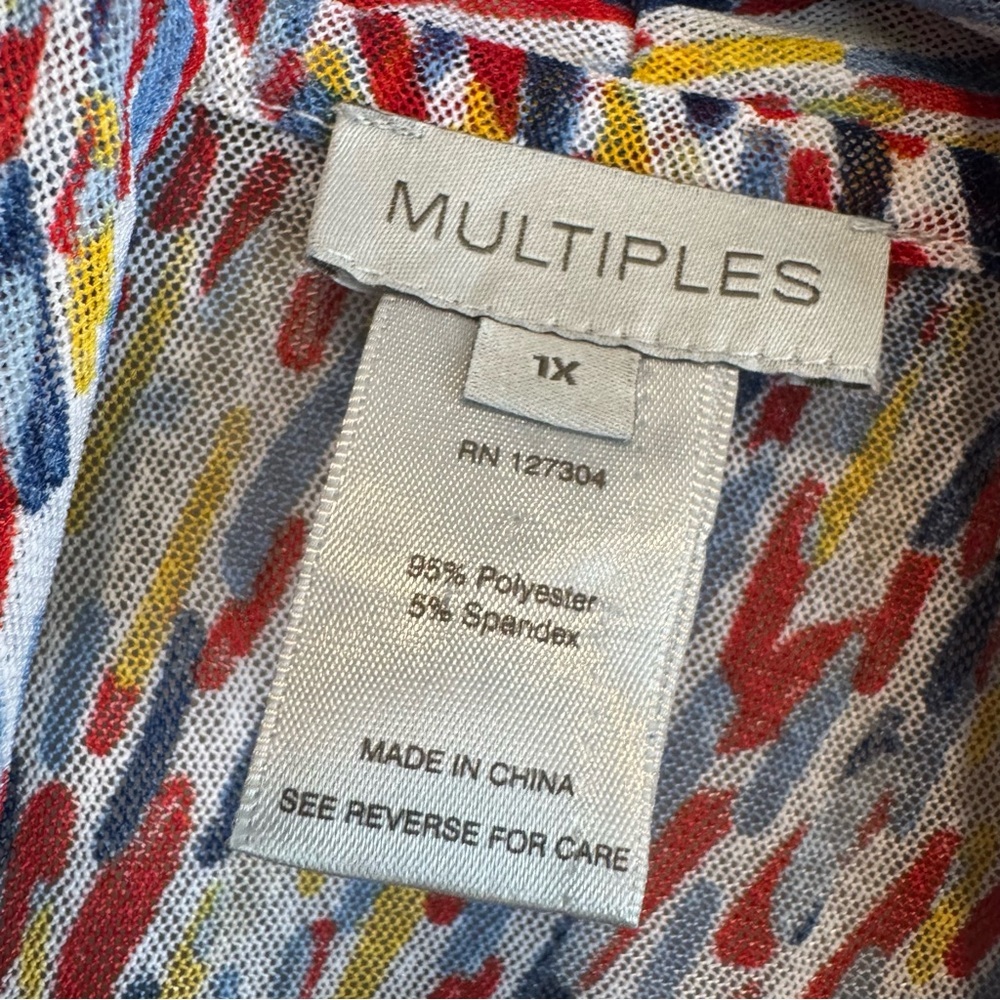 MULTIPLES
1X
RN 127304
95% Polyester
5% Spandex
MADE IN CHINA
SEE REVERSE FOR CARE